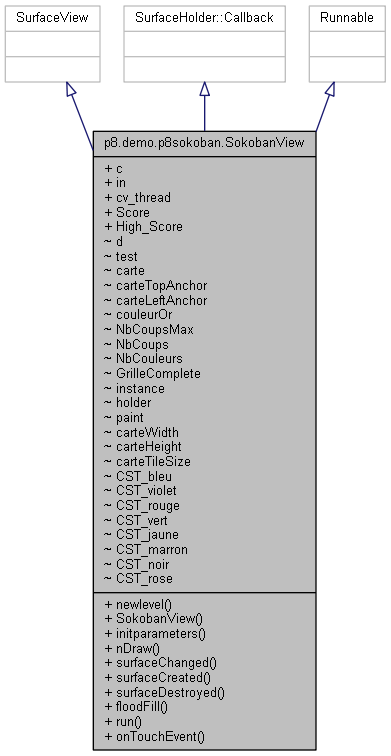 SurfaceView
SurfaceHolder::Callback
Runnable
p8.demo.p8sokoban.SokobanView
+ c
+ in
+ cv_thread
+ Score
+ High_Score
~ d
~ test
~ carte
~ carteTopAnchor
~ carteLeftAnchor
~ couleurOr
~ NbCoupsMax
~ NbCoups
~ NbCouleurs
~ GrilleComplete
~ instance
~ holder
~ paint
~ carteWidth
~ carteHeight
~ carteTileSize
~ CST_bleu
~ CST_violet
~ CST_rouge
~ CST_vert
~ CST_jaune
~ CST_marron
~ CST_noir
~ CST_rose
+ newlevel()
+ SokobanView()
+ initparameters()
+ nDraw()
+ surfaceChanged()
+ surfaceCreated()
+ surfaceDestroyed()
+ floodFill()
+ run()
+ onTouchEvent()